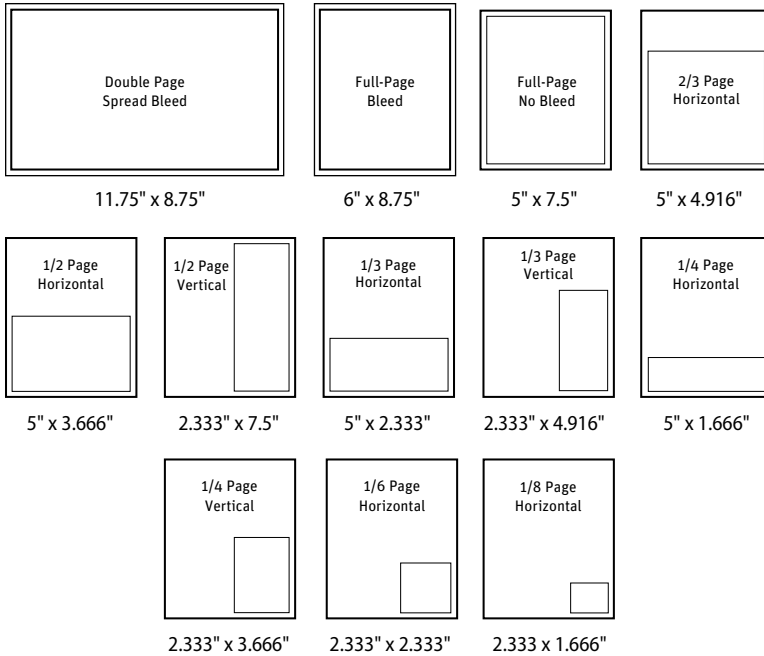 Double Page
Spread Bleed
11.75" x 8.75"
Full-Page
Bleed
6" x 8.75"
Full-Page
No Bleed
5" x 7.5"
2/3 Page
Horizontal
5" x 4.916"
1/2 Page
Horizontal
5" x 3.666"
1/2 Page
Vertical
2.333" x 7.5"
1/3 Page
Horizontal
5" x 2.333"
1/3 Page
Vertical
2.333" x 4.916"
1/4 Page
Horizontal
5" x 1.666"
1/4 Page
Vertical
2.333" x 3.666"
1/6 Page
Horizontal
2.333" x 2.333"
1/8 Page
Horizontal
2.333 x 1.666"